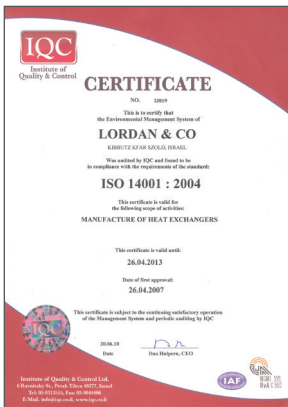 IQC
Institute of
Quality & Control
CERTIFICATE
NO. 13819
This is to certify that
the Environmental Management System of
LORDAN & CO
KIBBUTZ KFAR SZOLD, ISRAEL
Was audited by IQC and found to be
in compliance with the requirements of the standard:
ISO 14001 : 2004
This certificate is valid for
the following scope of activities:
MANUFACTURE OF HEAT EXCHANGERS
This certificate is valid until:
26.04.2013
Date of first approval:
26.04.2007
This certificate is subject to the continuing satisfactory operation
of the Management System and periodic auditing by IQC
20.06.10
Date
Dan Halpern, CEO
IQC
Institute of Quality & Control Ltd.
IAF